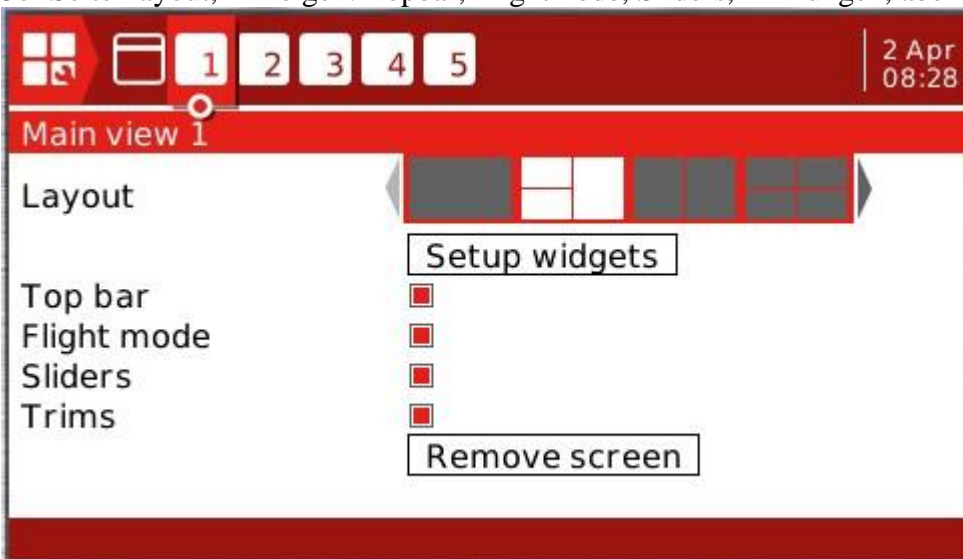 1 2 3 4 5
2 Apr
08:28
Main view 1
Layout
Setup widgets
Top bar
Flight mode
Sliders
Trims
Remove screen